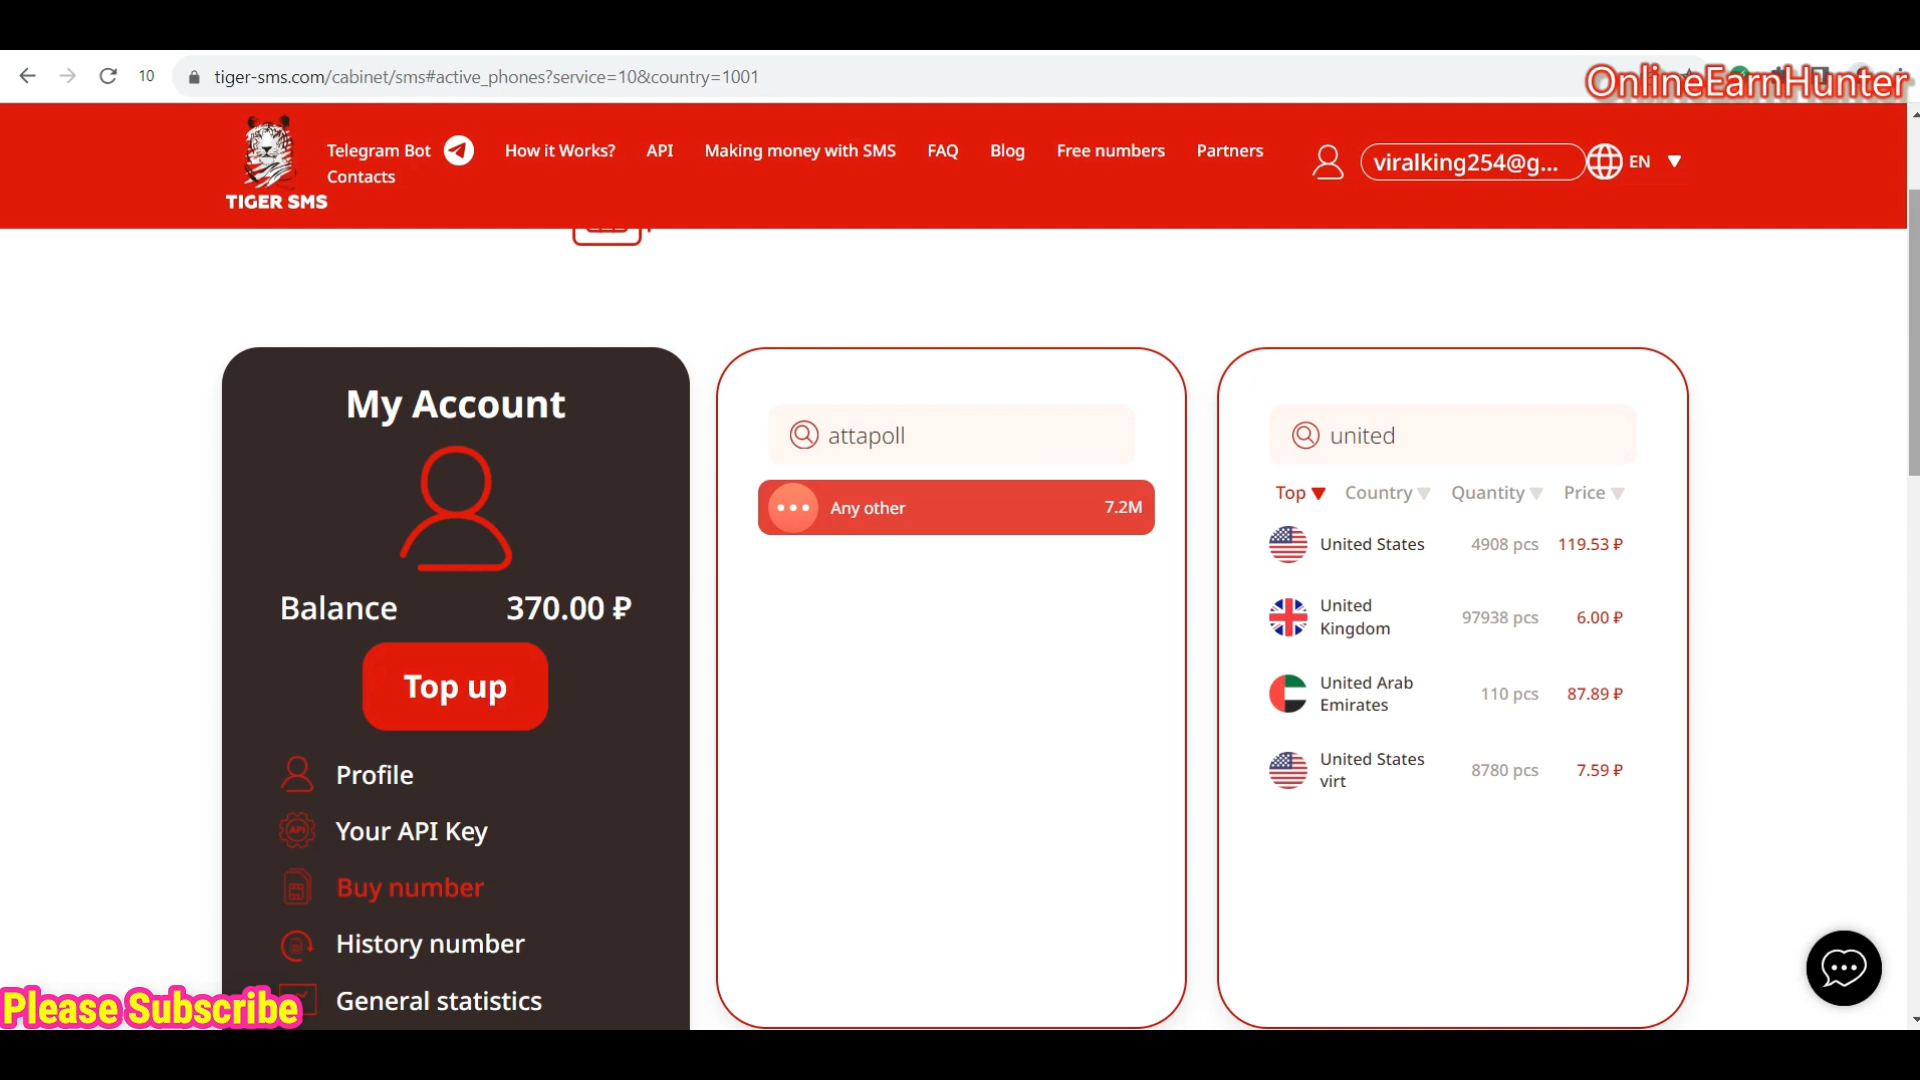 10
tiger-sms.com/cabinet/sms#active_phones?service=10&country=1001
OnlineEarnHunter
TIGER SMS
Telegram Bot
How it Works?
API
Making money with SMS
FAQ
Blog
Free numbers
Partners
Contacts
viralking254@g...
EN
My Account
Balance 370.00 ₽
Top up
Profile
API
Your API Key
Buy number
History number
General statistics
attapoll
Any other 7.2M
united
Top Country Quantity Price
United States 4908 pcs 119.53 ₽
United
Kingdom
97938 pcs 6.00 ₽
United Arab
Emirates
110 pcs 87.89 ₽
United States
virt
8780 pcs 7.59 ₽
Please Subscribe